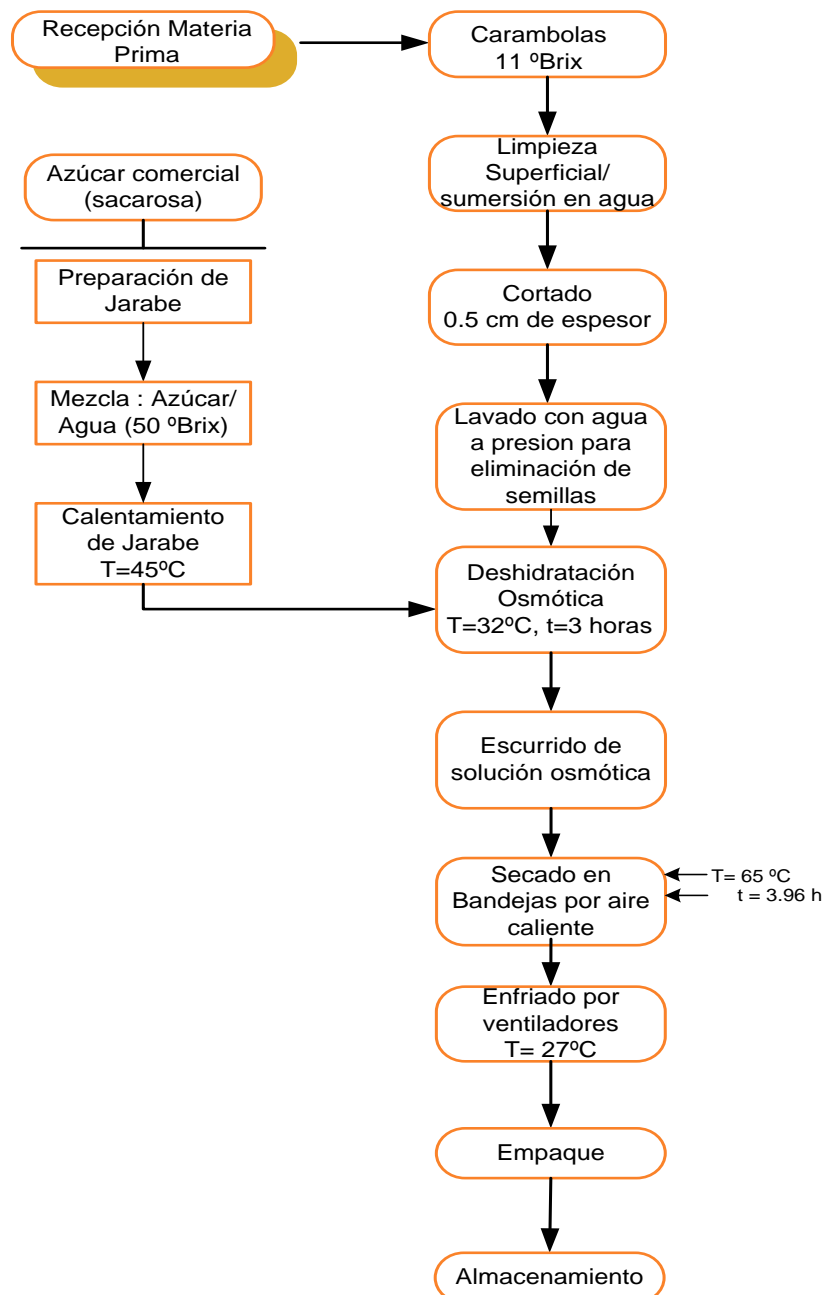 Recepción Materia
Prima
Carambolas
11 ºBrix
Limpieza
Superficial/
sumersión en agua
Azúcar comercial
(sacarosa)
Preparación de
Jarabe
Cortado
0.5 cm de espesor
Mezcla : Azúcar/
Agua (50 ºBrix)
Lavado con agua
a presion para
eliminación de
semillas
Calentamiento
de Jarabe
T=45ºC
Deshidratación
Osmótica
T=32ºC, t=3 horas
Escurrido de
solución osmótica
Secado en
Bandejas por aire
caliente
T= 65 ºC
t = 3.96 h
Enfriado por
ventiladores
T= 27ºC
Empaque
Almacenamiento